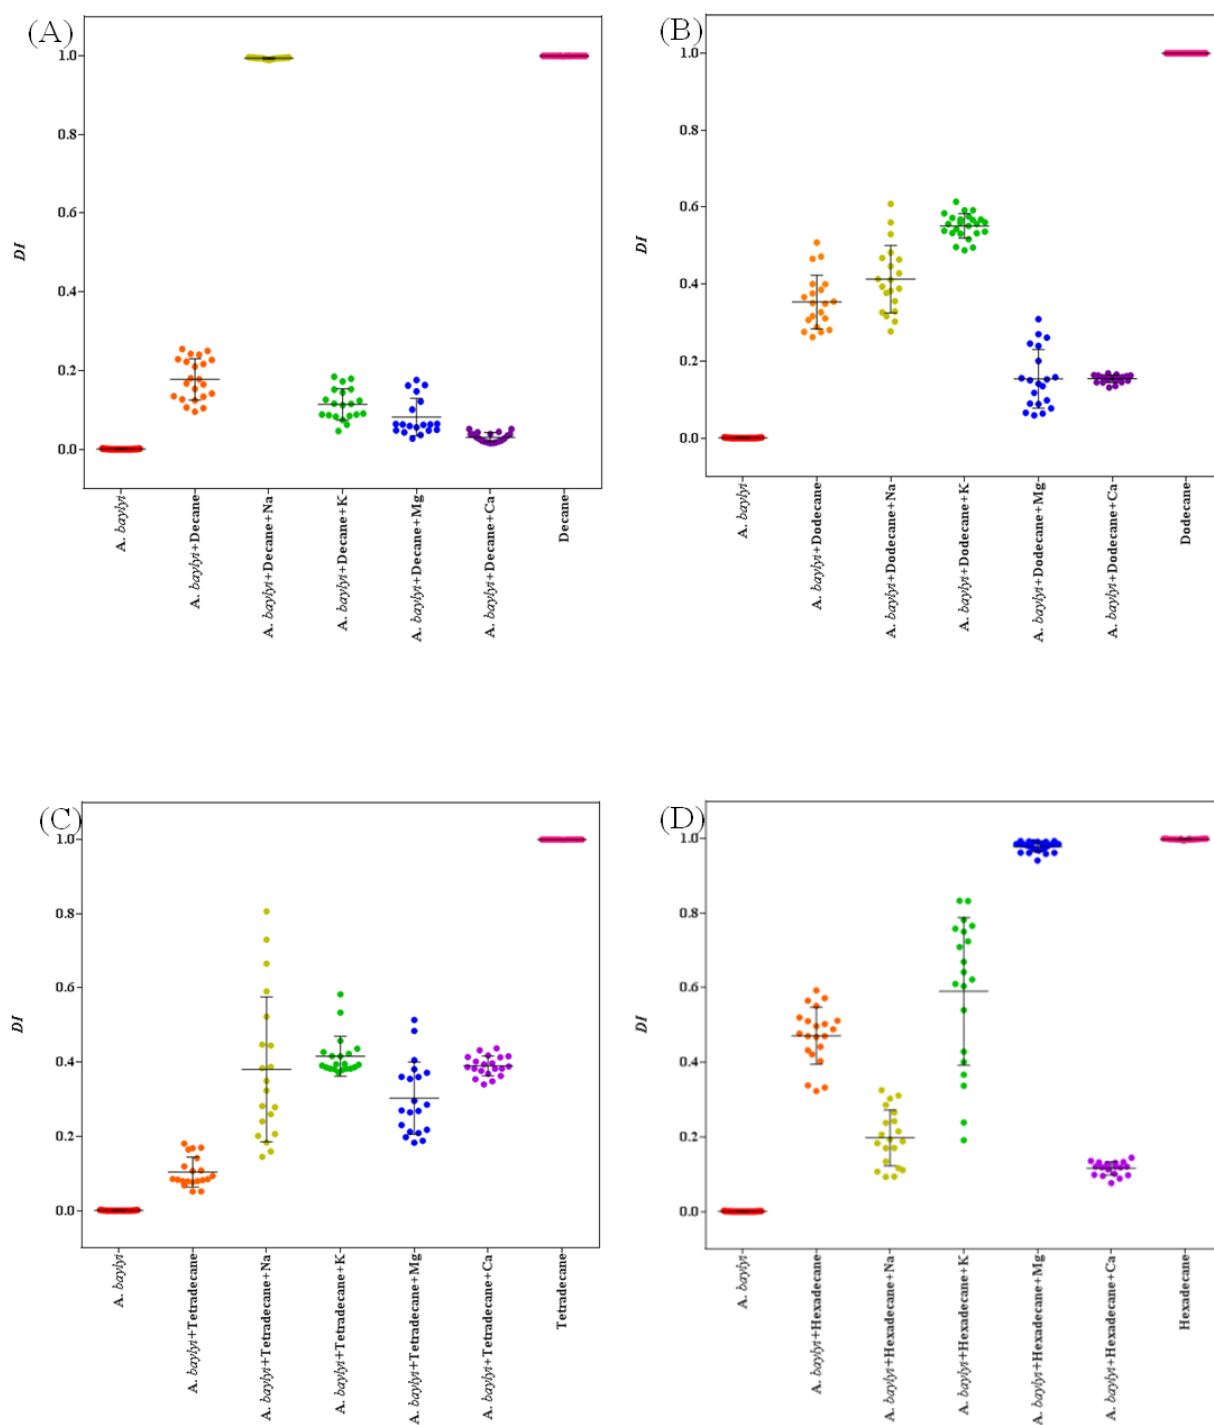 (A)
1.0
0.8
0.6
0.4
0.2
0.0
DI
A. baylyi
A. baylyi+Decane
A. baylyi+Decane+Na
A. baylyi+Decane+K
A. baylyi+Decane+Mg
A. baylyi+Decane+Ca
Decane
(B)
1.0
0.8
0.6
0.4
0.2
0.0
DI
A. baylyi
A. baylyi+Dodecane
A. baylyi+Dodecane+Na
A. baylyi+Dodecane+K
A. baylyi+Dodecane+Mg
A. baylyi+Dodecane+Ca
Dodecane
(C)
1.0
0.8
0.6
0.4
0.2
0.0
DI
A. baylyi
A. baylyi+Tetradecane
A. baylyi+Tetradecane+Na
A. baylyi+Tetradecane+K
A. baylyi+Tetradecane+Mg
A. baylyi+Tetradecane+Ca
Tetradecane
(D)
1.0
0.8
0.6
0.4
0.2
0.0
DI
A. baylyi
A. baylyi+Hexadecane
A. baylyi+Hexadecane+Na
A. baylyi+Hexadecane+K
A. baylyi+Hexadecane+Mg
A. baylyi+Hexadecane+Ca
Hexadecane